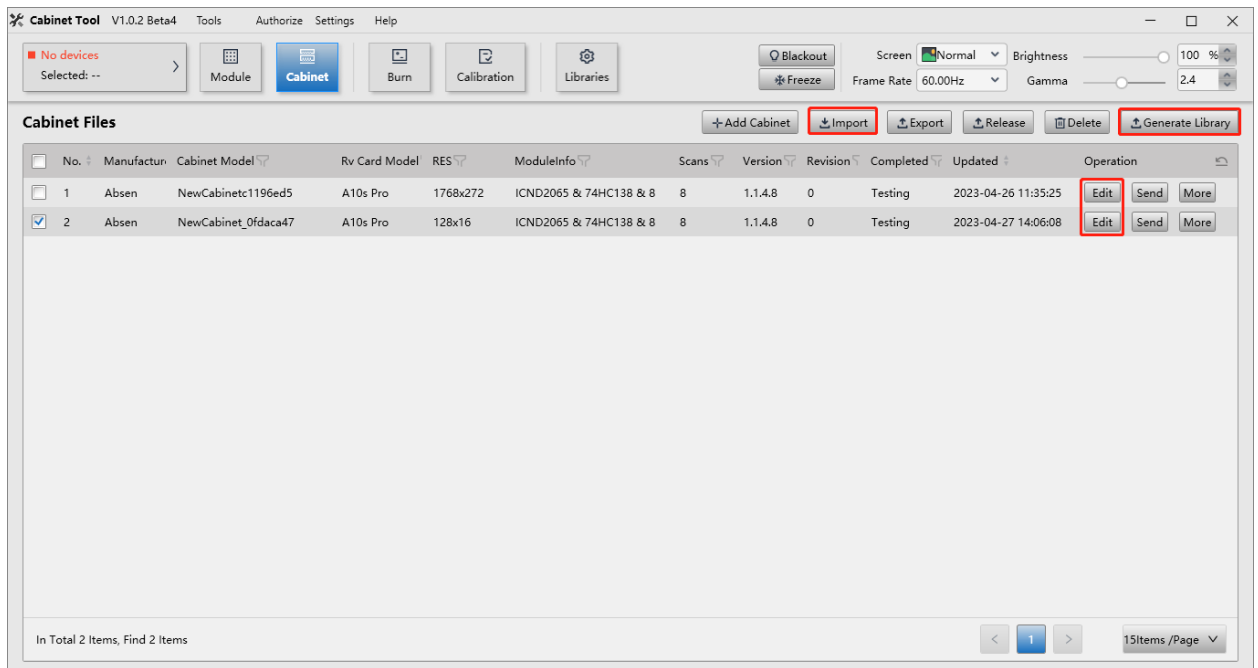 Cabinet Tool V1.0.2 Beta4 Tools Authorize Settings Help
No devices
Selected: --
Module
Cabinet
Burn
Calibration
Libraries
Blackout
Freeze
Screen Normal Brightness 100 %
Frame Rate 60.00Hz Gamma 2.4
Cabinet Files
Add Cabinet Import Export Release Delete Generate Library
No. Manufactur Cabinet Model Rv Card Model RES ModuleInfo Scans Version Revision Completed Updated Operation
1 Absen NewCabinetc1196ed5 A10s Pro 1768x272 ICND2065 & 74HC138 & 8 8 1.1.4.8 0 Testing 2023-04-26 11:35:25 Edit Send More
2 Absen NewCabinet_0fdaca47 A10s Pro 128x16 ICND2065 & 74HC138 & 8 8 1.1.4.8 0 Testing 2023-04-27 14:06:08 Edit Send More
In Total 2 Items, Find 2 Items
< 1 >
15Items /Page